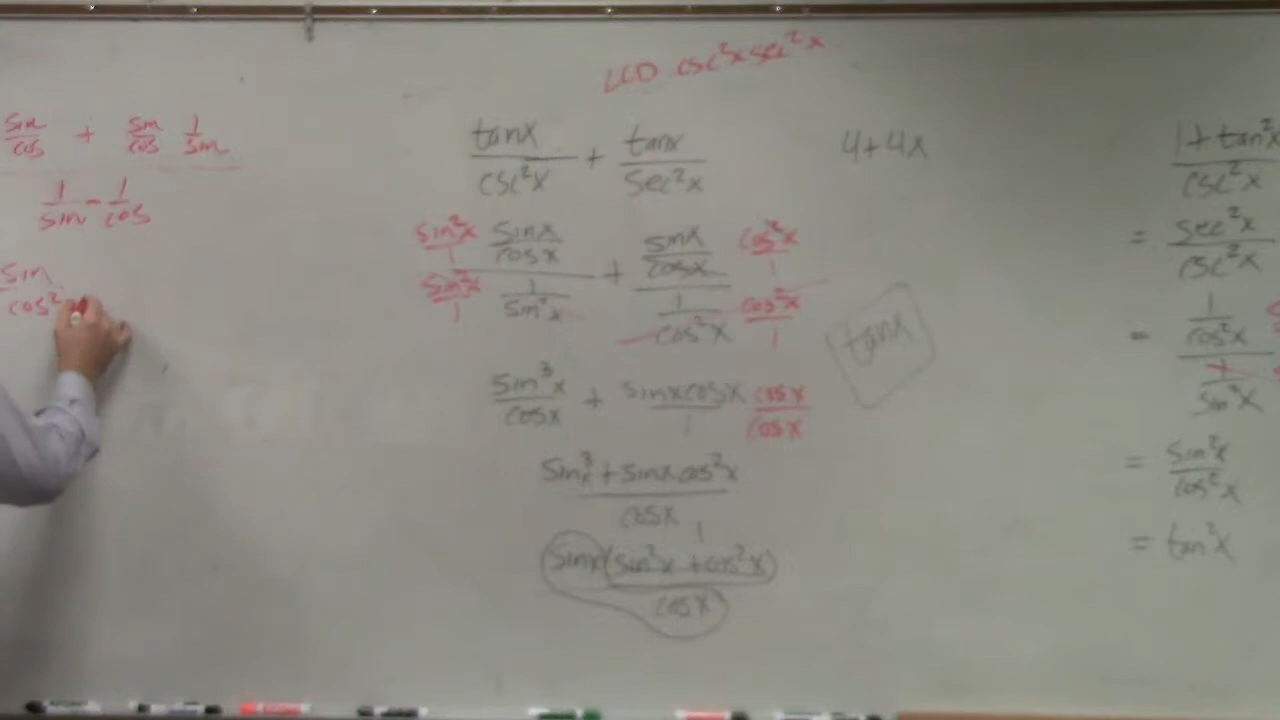 LCD csc²x sec²x
sin/cos + sin/cos 1/sin
1/sin - 1/cos
sin/cos²
tanx/csc²x + tanx/sec²x
sin²x/1 sinx/cosx + sinx/cosx cos²x/1
sin²x/1 1/sin²x 1/cos²x cos²x/1
sin³x/cosx + sinxcosx/1 cosx/cosx
sin³x + sinxcos²x
cosx
1
sinx(sin²x + cos²x)
cosx
4+4x
tanx
1+tan²x/csc²x
= sec²x/csc²x
= 1/cos²x
1/sin²x
= sin²x/cos²x
= tan²x